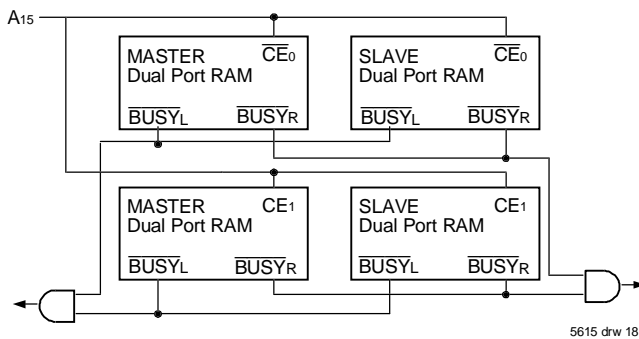 A15
MASTER
Dual Port RAM
CE0
BUSYL
BUSYR
SLAVE
Dual Port RAM
CE0
BUSYL
BUSYR
MASTER
Dual Port RAM
CE1
BUSYL
BUSYR
SLAVE
Dual Port RAM
CE1
BUSYL
BUSYR
5615 drw 18